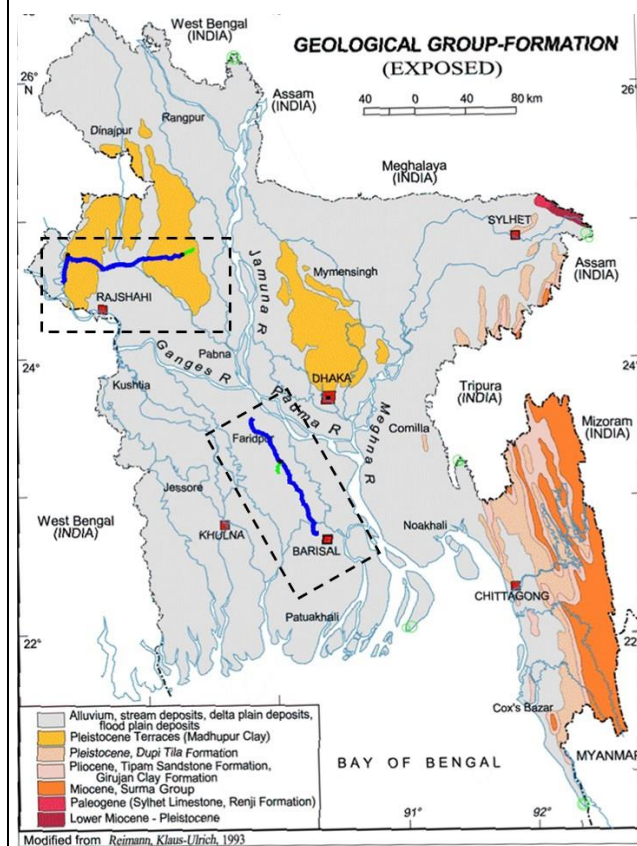 West Bengal
(INDIA)
GEOLOGICAL GROUP-FORMATION
(EXPOSED)
26°
N
Assam
(INDIA)
40 0 40 80 km
Rangpur
Dinajpur
Meghalaya
(INDIA)
SYLHET
Assam
(INDIA)
Jamuna R
Mymensingh
RAJSHAHI
Pabna
24°
Ganges R
Kushtia
DHAKA
Padma R
Meghna R
Tripura
(INDIA)
Mizoram
(INDIA)
Comilla
Faridpur
Jessore
West Bengal
(INDIA)
KHULNA
Noakhali
BARISAL
CHITTAGONG
Patuakhali
22°
22
Cox's Bazar
Alluvium, stream deposits, delta plain deposits,
flood plain deposits
Pleistocene Terraces (Madhupur Clay)
Pleistocene, Dupi Tila Formation
Pliocene, Tipam Sandstone Formation,
Girujan Clay Formation
Miocene, Surma Group
Paleogene (Sylhet Limestone, Renji Formation)
Lower Miocene - Pleistocene
BAY OF BENGAL
MYANMAR
91°
92°
Modified from Reimann, Klaus-Ulrich, 1993